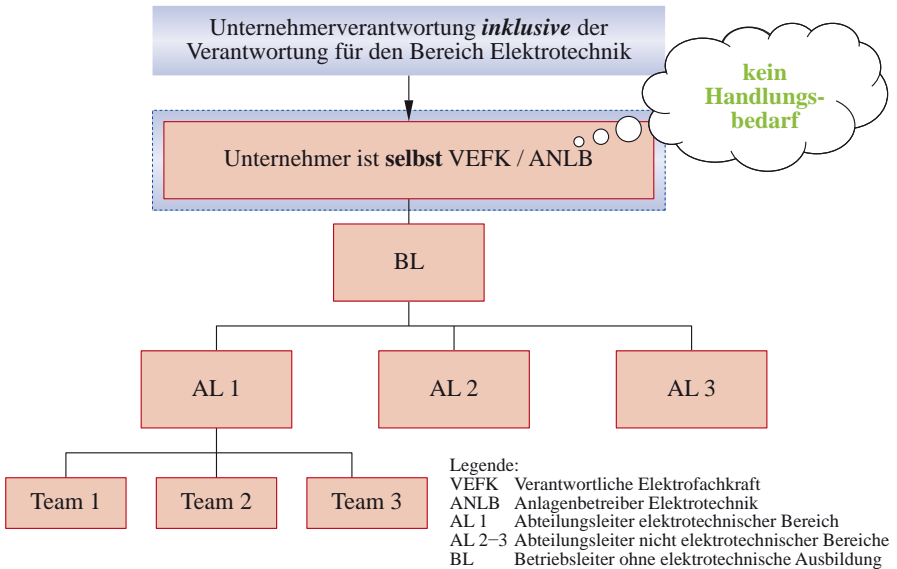 Unternehmerverantwortung inklusive der
Verantwortung für den Bereich Elektrotechnik
kein
Handlungs-
bedarf
Unternehmer ist selbst VEFK / ANLB
BL
AL 1
AL 2
AL 3
Team 1
Team 2
Team 3
Legende:
VEFK Verantwortliche Elektrofachkraft
ANLB Anlagenbetreiber Elektrotechnik
AL 1 Abteilungsleiter elektrotechnischer Bereich
AL 2–3 Abteilungsleiter nicht elektrotechnischer Bereiche
BL Betriebsleiter ohne elektrotechnische Ausbildung